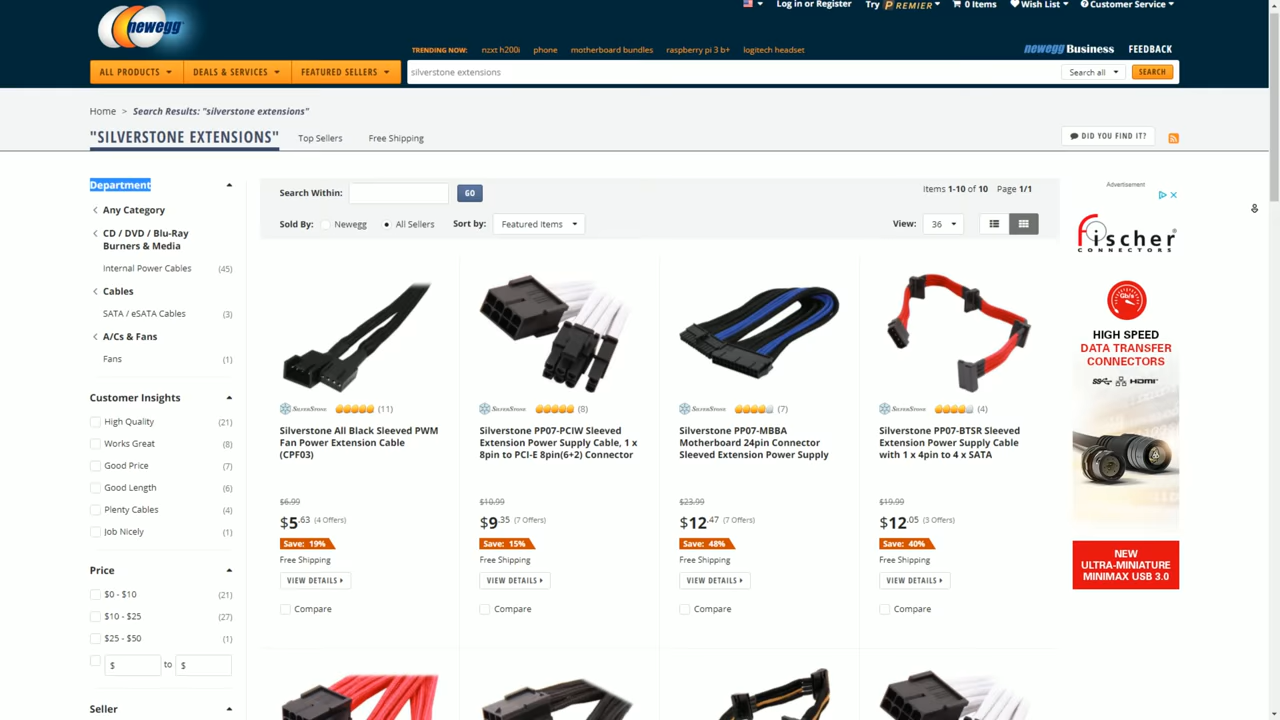 newegg
Log in or Register
Try PREMIER
0 Items
Wish List
Customer Service
TRENDING NOW: nzxt h200i phone motherboard bundles raspberry pi 3 b+ logitech headset
newegg Business FEEDBACK
ALL PRODUCTS DEALS & SERVICES FEATURED SELLERS
silverstone extensions
Search all
SEARCH
Home > Search Results: "silverstone extensions"
"SILVERSTONE EXTENSIONS" Top Sellers Free Shipping
DID YOU FIND IT?
Department
Any Category
CD / DVD / Blu-Ray
Burners & Media
Internal Power Cables (45)
Cables
SATA / eSATA Cables (3)
A/Cs & Fans
Fans (1)
Customer Insights
High Quality (21)
Works Great (8)
Good Price (7)
Good Length (6)
Plenty Cables (4)
Job Nicely (1)
Price
$0 - $10 (21)
$10 - $25 (27)
$25 - $50 (1)
$ to $
Seller
Search Within: GO
Items 1-10 of 10 Page 1/1
Sold By: Newegg All Sellers Sort by: Featured Items
View: 36
SILVERSTONE (11)
Silverstone All Black Sleeved PWM
Fan Power Extension Cable
(CPF03)
$6.99
$5.63 (4 Offers)
Save: 19%
Free Shipping
VIEW DETAILS
Compare
SILVERSTONE (8)
Silverstone PP07-PCIW Sleeved
Extension Power Supply Cable, 1 x
8pin to PCI-E 8pin(6+2) Connector
$10.99
$9.35 (7 Offers)
Save: 15%
Free Shipping
VIEW DETAILS
Compare
SILVERSTONE (7)
Silverstone PP07-MBBA
Motherboard 24pin Connector
Sleeved Extension Power Supply
$23.99
$12.47 (7 Offers)
Save: 48%
Free Shipping
VIEW DETAILS
Compare
SILVERSTONE (4)
Silverstone PP07-BTSR Sleeved
Extension Power Supply Cable
with 1 x 4pin to 4 x SATA
$19.99
$12.05 (3 Offers)
Save: 40%
Free Shipping
VIEW DETAILS
Compare
Advertisement
fischer
CONNECTORS
Gb/s
HIGH SPEED
DATA TRANSFER
CONNECTORS
HDMI
NEW
ULTRA-MINIATURE
MINIMAX USB 3.0